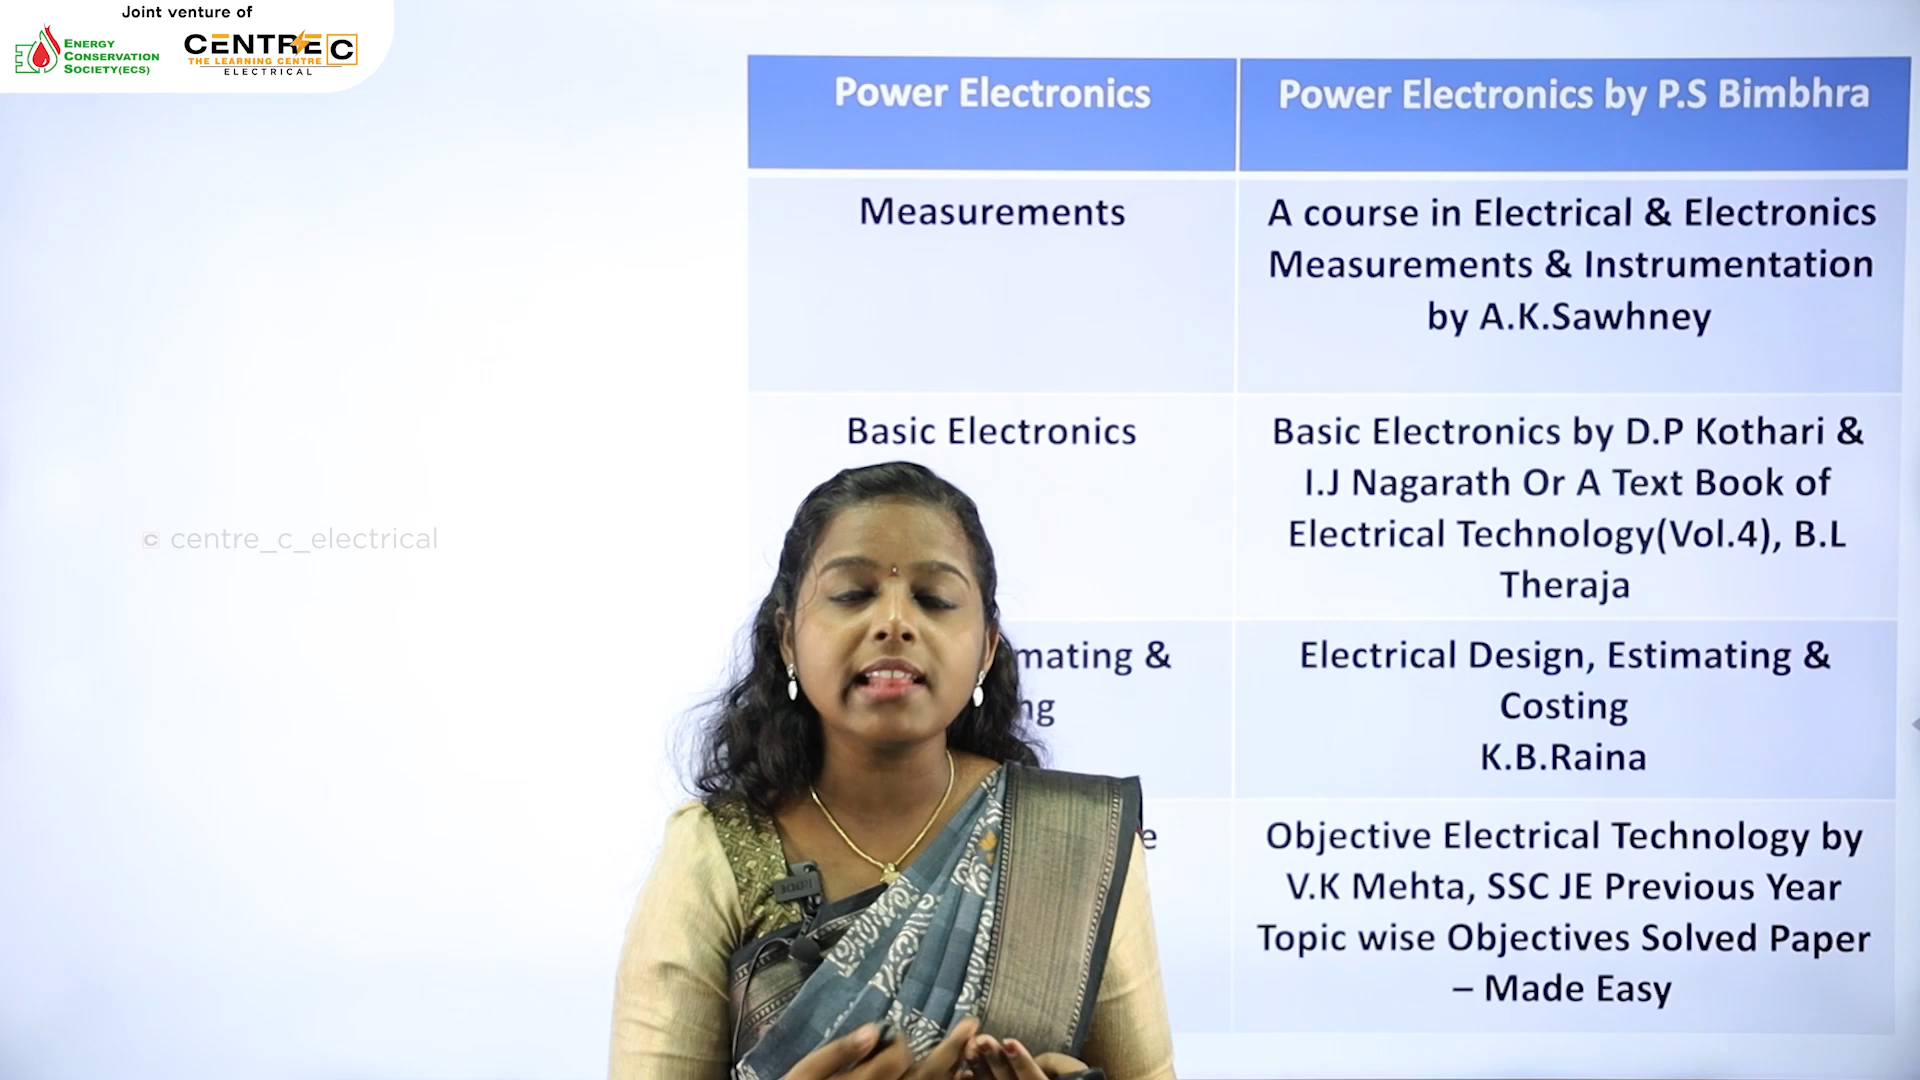 Joint venture of
ENERGY
CONSERVATION
SOCIETY(ECS)
CENTRE C
THE LEARNING CENTRE
ELECTRICAL
Power Electronics
Power Electronics by P.S Bimbhra
Measurements
A course in Electrical & Electronics
Measurements & Instrumentation
by A.K.Sawhney
Basic Electronics
Basic Electronics by D.P Kothari &
I.J Nagarath Or A Text Book of
Electrical Technology(Vol.4), B.L
Theraja
&
Electrical Design, Estimating &
Costing
K.B.Raina
Objective Electrical Technology by
V.K Mehta, SSC JE Previous Year
Topic wise Objectives Solved Paper
– Made Easy
C centre_c_electrical
RODE